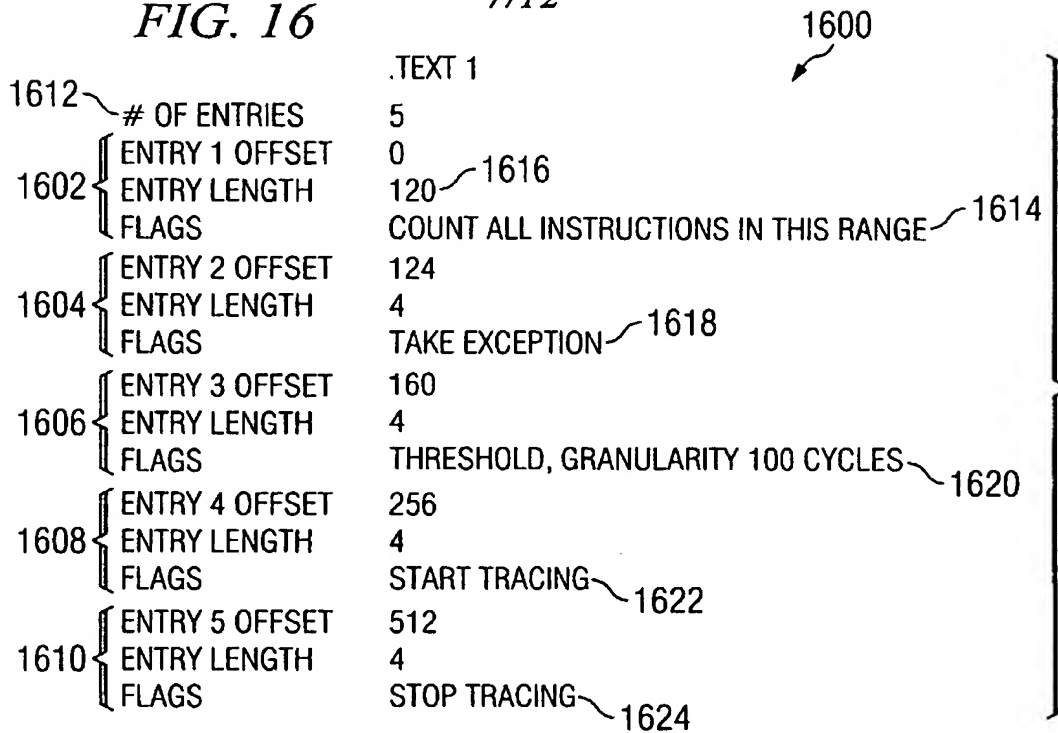 FIG. 16
1600
.TEXT 1
1612 # OF ENTRIES 5
ENTRY 1 OFFSET 0
1602 ENTRY LENGTH 120 1616
FLAGS COUNT ALL INSTRUCTIONS IN THIS RANGE 1614
ENTRY 2 OFFSET 124
1604 ENTRY LENGTH 4
FLAGS TAKE EXCEPTION 1618
ENTRY 3 OFFSET 160
1606 ENTRY LENGTH 4
FLAGS THRESHOLD, GRANULARITY 100 CYCLES 1620
ENTRY 4 OFFSET 256
1608 ENTRY LENGTH 4
FLAGS START TRACING 1622
ENTRY 5 OFFSET 512
1610 ENTRY LENGTH 4
FLAGS STOP TRACING 1624